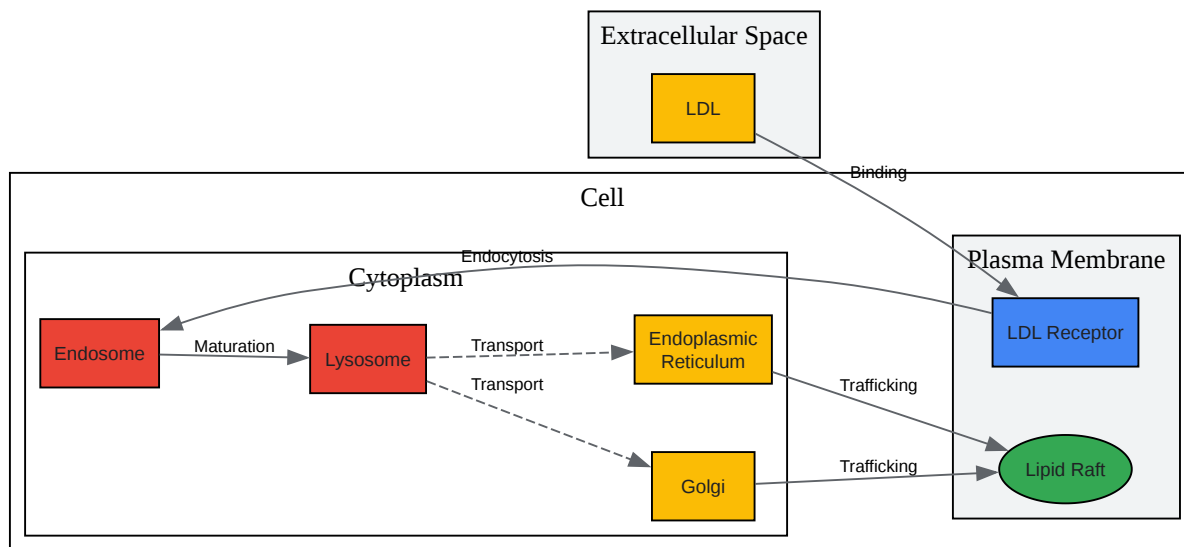 Extracellular Space
LDL
Binding
Cell
Endocytosis
Plasma Membrane
Cytoplasm
Endosome
Maturation
Lysosome
Transport
Transport
Endoplasmic
Reticulum
LDL Receptor
Trafficking
Golgi
Trafficking
Lipid Raft